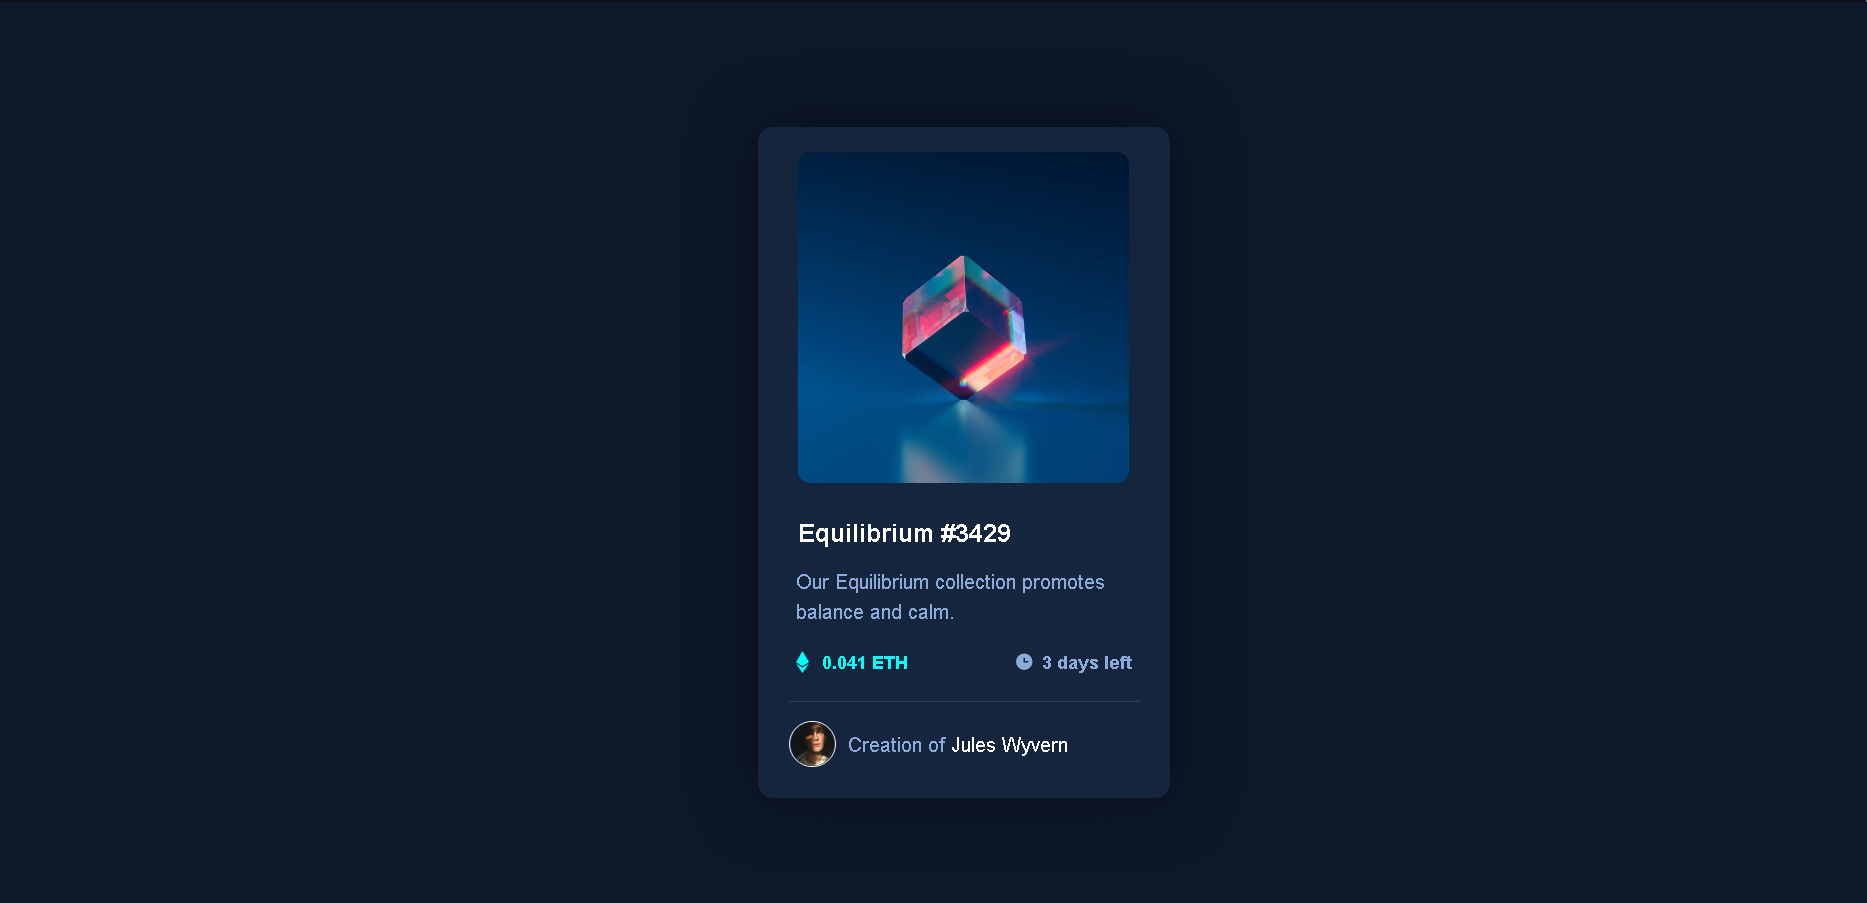 Equilibrium #3429
Our Equilibrium collection promotes
balance and calm.
0.041 ETH
3 days left
Creation of Jules Wyvern